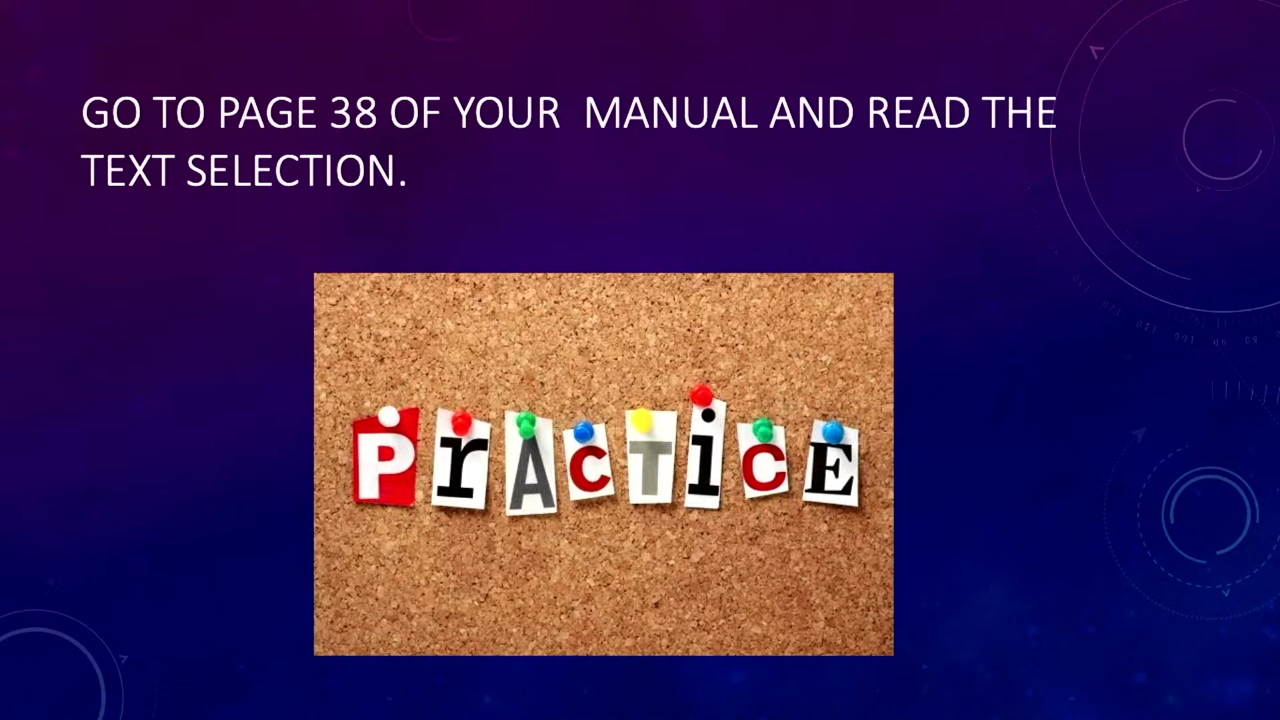 GO TO PAGE 38 OF YOUR  MANUAL AND READ THE
TEXT SELECTION.
PrAcTicE